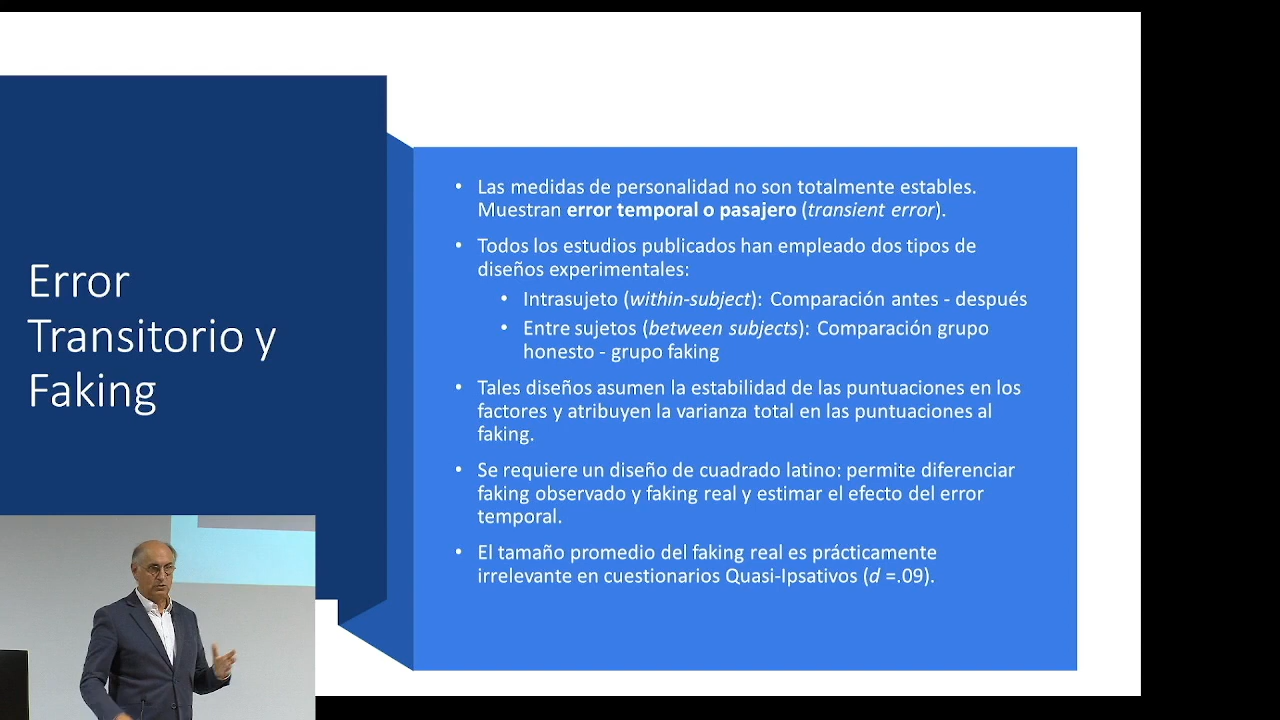 Error
Transitorio y
Faking
• Las medidas de personalidad no son totalmente estables.
Muestran error temporal o pasajero (transient error).
• Todos los estudios publicados han empleado dos tipos de
diseños experimentales:
• Intrasujeto (within-subject): Comparación antes - después
• Entre sujetos (between subjects): Comparación grupo
honesto - grupo faking
• Tales diseños asumen la estabilidad de las puntuaciones en los
factores y atribuyen la varianza total en las puntuaciones al
faking.
• Se requiere un diseño de cuadrado latino: permite diferenciar
faking observado y faking real y estimar el efecto del error
temporal.
• El tamaño promedio del faking real es prácticamente
irrelevante en cuestionarios Quasi-Ipsativos (d =.09).